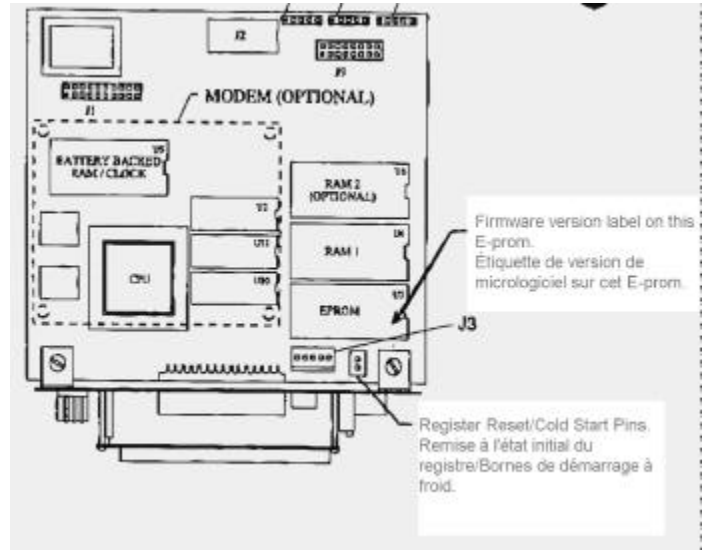 J2
J9
MODEM (OPTIONAL)
J1
U5
BATTERY BACKED
RAM / CLOCK
RAM 2
(OPTIONAL)
U2
Firmware version label on this
E-prom.
Étiquette de version de
micrologiciel sur cet E-prom.
RAM 1
CPU
EPROM
J3
Register Reset/Cold Start Pins.
Remise à l'état initial du
registre/Bornes de démarrage à
froid.